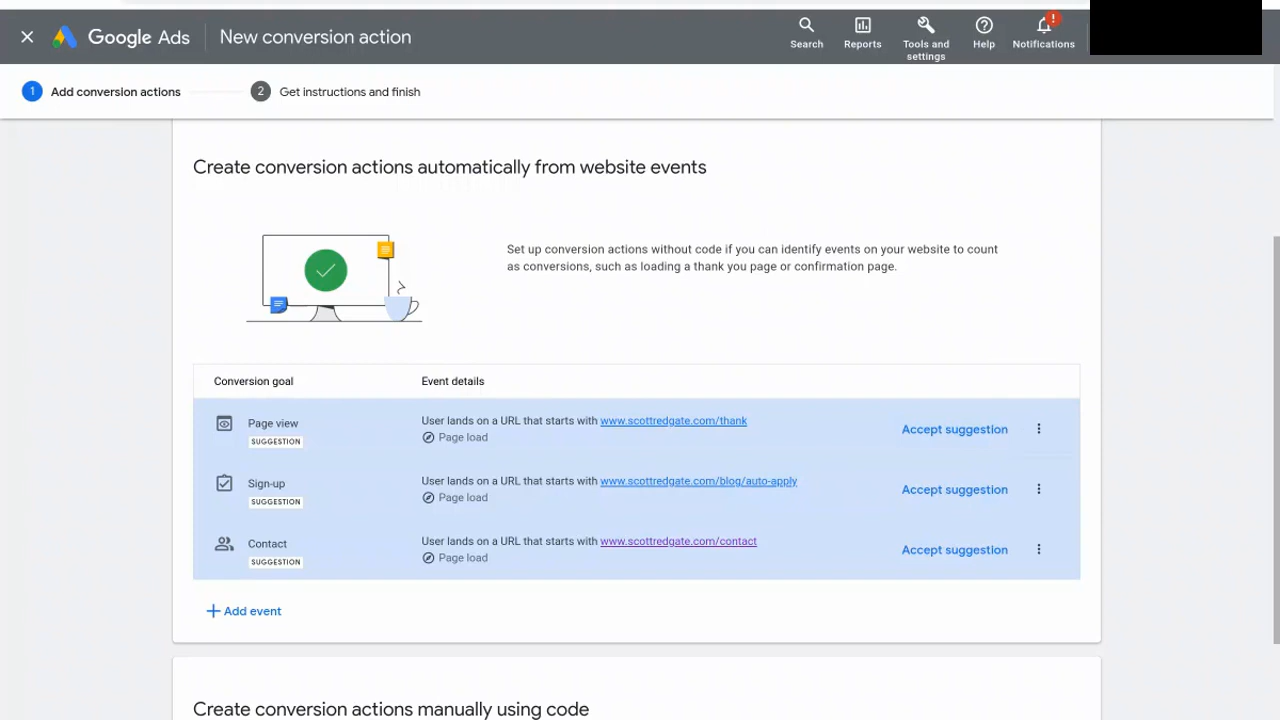 Google Ads
New conversion action
Search
Reports
Tools and
settings
Help
!
Notifications
1 Add conversion actions
2 Get instructions and finish
Create conversion actions automatically from website events
Set up conversion actions without code if you can identify events on your website to count
as conversions, such as loading a thank you page or confirmation page.
Conversion goal
Event details
Page view
SUGGESTION
User lands on a URL that starts with www.scottredgate.com/thank
Page load
Accept suggestion
Sign-up
SUGGESTION
User lands on a URL that starts with www.scottredgate.com/blog/auto-apply
Page load
Accept suggestion
Contact
SUGGESTION
User lands on a URL that starts with www.scottredgate.com/contact
Page load
Accept suggestion
+ Add event
Create conversion actions manually using code